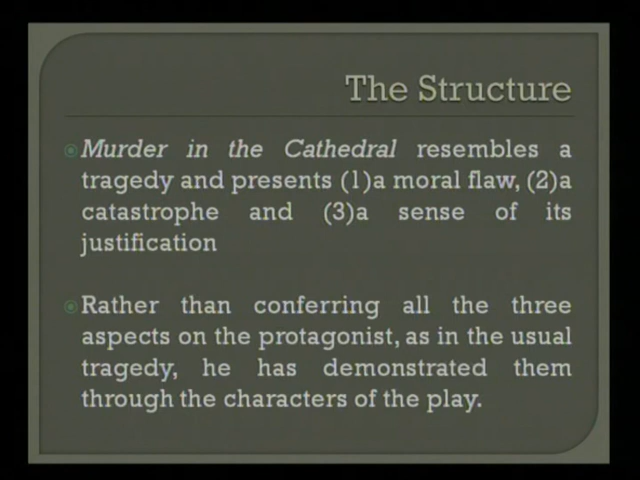 The Structure
Murder in the Cathedral resembles a
tragedy and presents (1)a moral flaw, (2)a
catastrophe and (3)a sense of its
justification
Rather than conferring all the three
aspects on the protagonist, as in the usual
tragedy, he has demonstrated them
through the characters of the play.